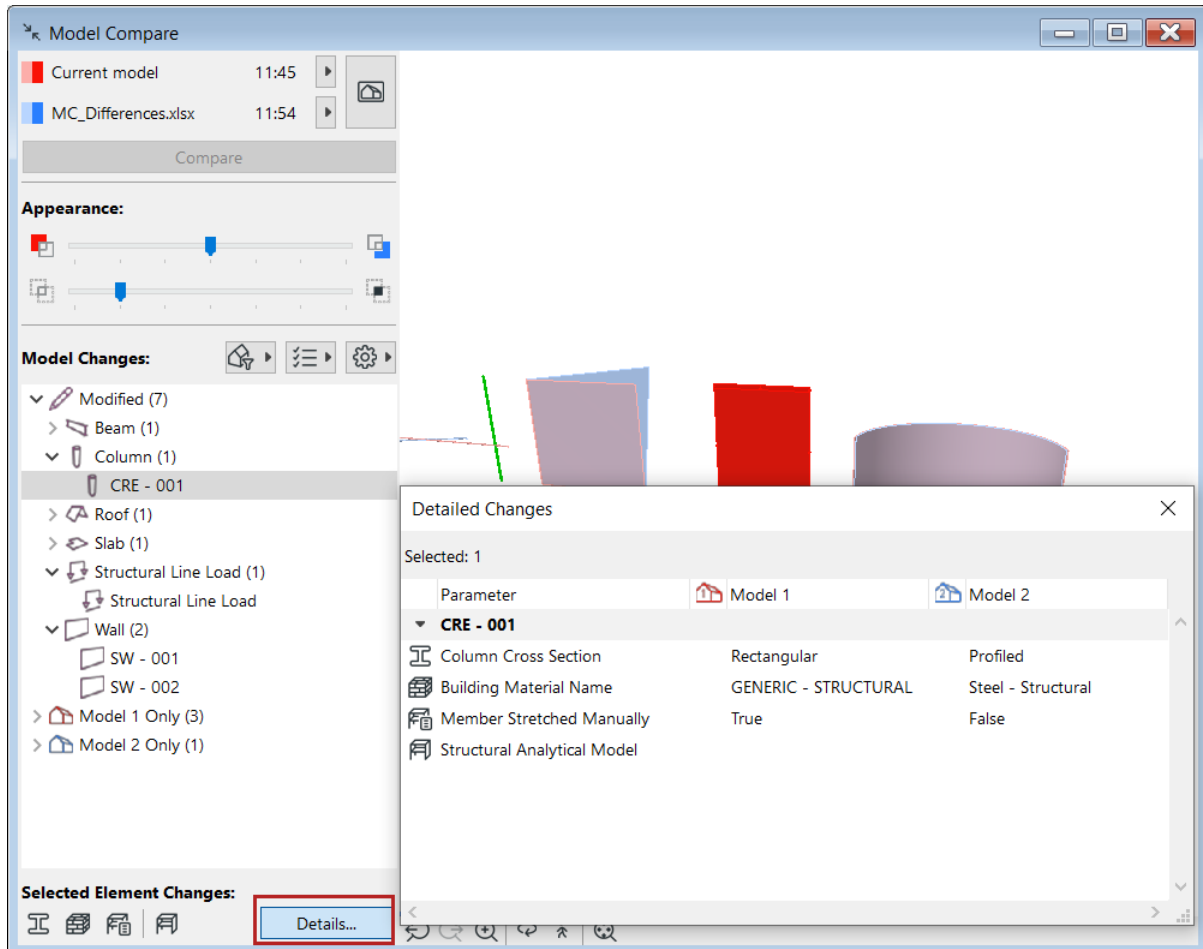 Model Compare
Current model 11:45
MC_Differences.xlsx 11:54
Compare
Appearance:
Model Changes:
Modified (7)
Beam (1)
Column (1)
CRE - 001
Roof (1)
Slab (1)
Structural Line Load (1)
Structural Line Load
Wall (2)
SW - 001
SW - 002
Model 1 Only (3)
Model 2 Only (1)
Selected Element Changes:
Details...
Detailed Changes
Selected: 1
Parameter 1 Model 1 2 Model 2
CRE - 001
Column Cross Section Rectangular Profiled
Building Material Name GENERIC - STRUCTURAL Steel - Structural
Member Stretched Manually True False
Structural Analytical Model